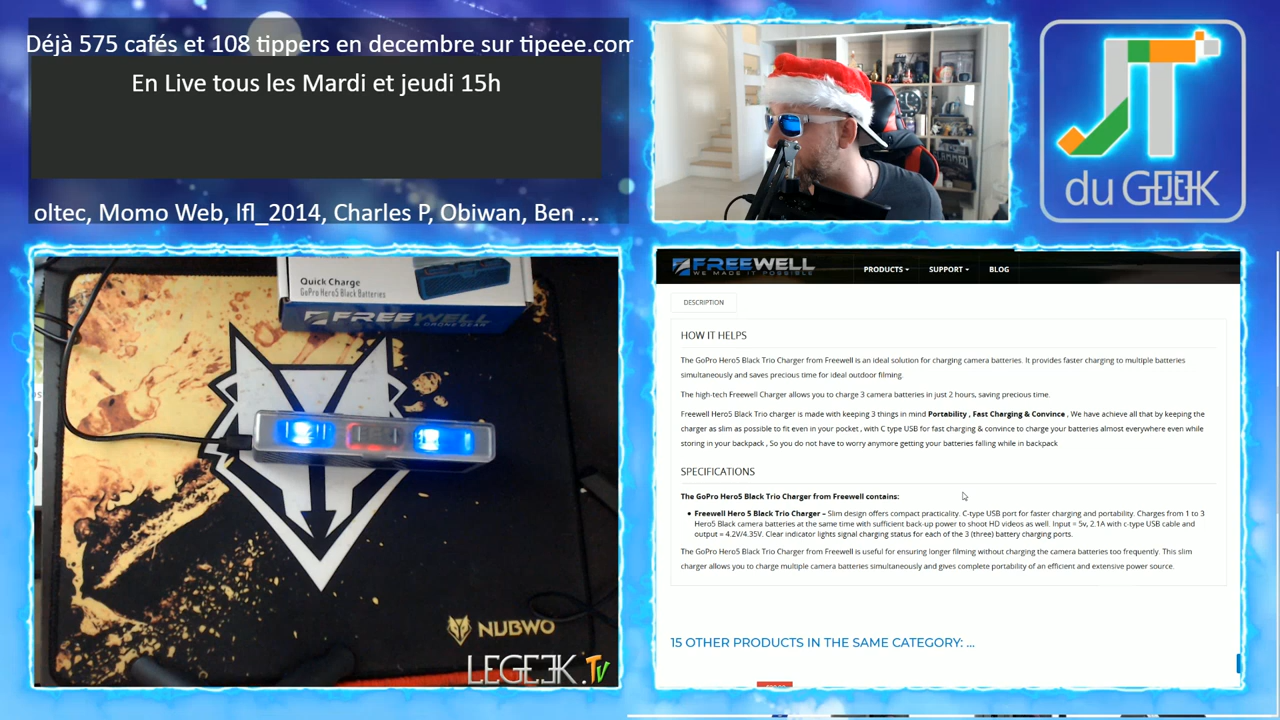 Déjà 575 cafés et 108 tippers en decembre sur tipeee.com
En Live tous les Mardi et jeudi 15h
oltec, Momo Web, lfl_2014, Charles P, Obiwan, Ben ...
JT
du GEEK
Quick Charge
GoPro Hero5 Black Batteries
FREEWELL
& DRONE GEAR
NUBWO
LEGEEK.Tv
FREEWELL
WE MADE IT POSSIBLE
PRODUCTS
SUPPORT
BLOG
DESCRIPTION
HOW IT HELPS
The GoPro Hero5 Black Trio Charger from Freewell is an ideal solution for charging camera batteries. It provides faster charging to multiple batteries
simultaneously and saves precious time for ideal outdoor filming.
The high-tech Freewell Charger allows you to charge 3 camera batteries in just 2 hours, saving precious time.
Freewell Hero5 Black Trio charger is made with keeping 3 things in mind Portability , Fast Charging & Convince , We have achieve all that by keeping the
charger as slim as possible to fit even in your pocket , with C type USB for fast charging & convince to charge your batteries almost everywhere even while
storing in your backpack , So you do not have to worry anymore getting your batteries falling while in backpack
SPECIFICATIONS
The GoPro Hero5 Black Trio Charger from Freewell contains:
• Freewell Hero 5 Black Trio Charger – Slim design offers compact practicality. C-type USB port for faster charging and portability. Charges from 1 to 3
Hero5 Black camera batteries at the same time with sufficient back-up power to shoot HD videos as well. Input = 5v, 2.1A with c-type USB cable and
output = 4.2V/4.35V. Clear indicator lights signal charging status for each of the 3 (three) battery charging ports.
The GoPro Hero5 Black Trio Charger from Freewell is useful for ensuring longer filming without charging the camera batteries too frequently. This slim
charger allows you to charge multiple camera batteries simultaneously and gives complete portability of an efficient and extensive power source.
15 OTHER PRODUCTS IN THE SAME CATEGORY: ...